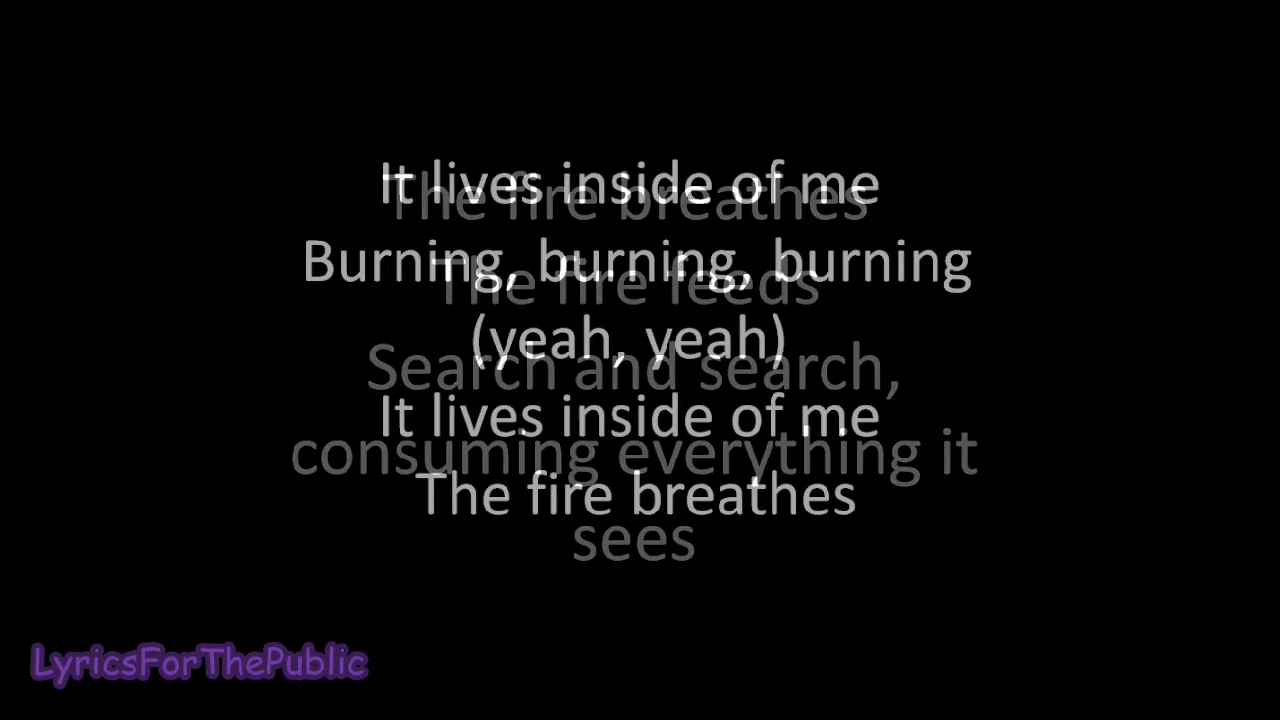 It lives inside of me
The fire breathes
Burning, burning, burning
The fire feeds
(yeah, yeah)
Search and search,
It lives inside of me
consuming everything it
The fire breathes
sees
LyricsForThePublic